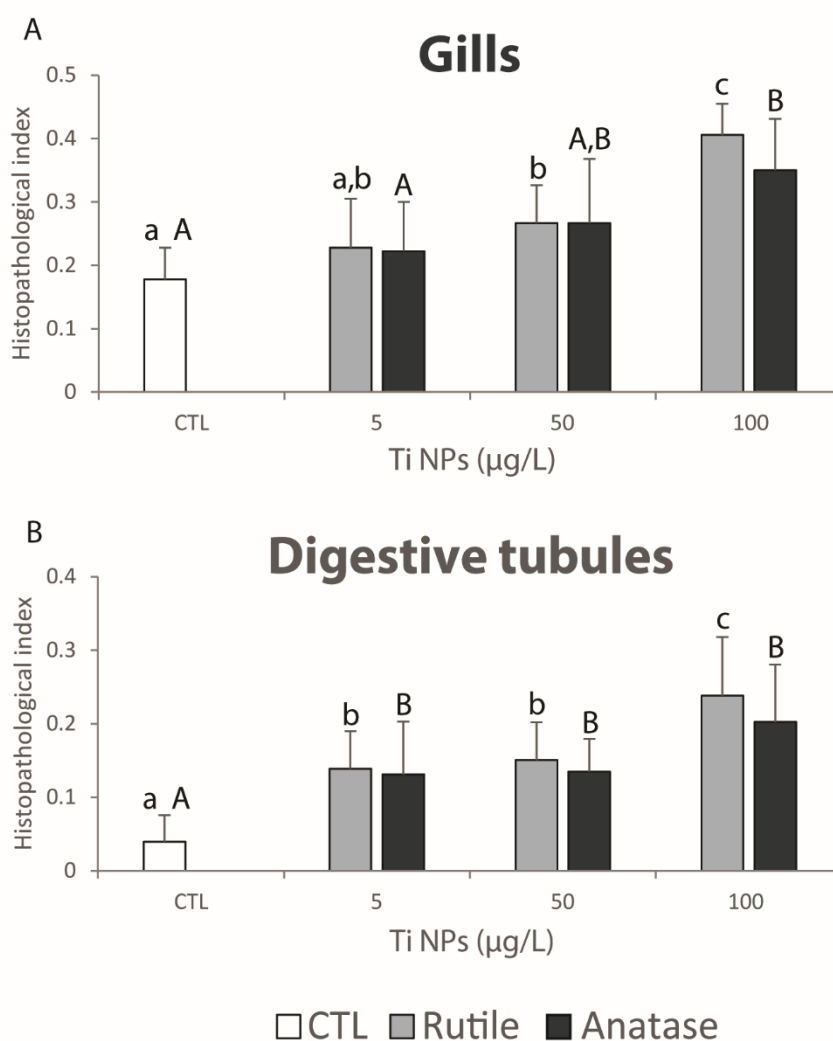 A
Gills
Histopathological index
0.5
0.4
0.3
0.2
0.1
0
a A
a,b A
b A,B
c B
CTL 5 50 100
Ti NPs (µg/L)
B
Digestive tubules
Histopathological index
0.4
0.3
0.2
0.1
0
a A
b B
b B
c B
CTL 5 50 100
Ti NPs (µg/L)
CTL Rutile Anatase